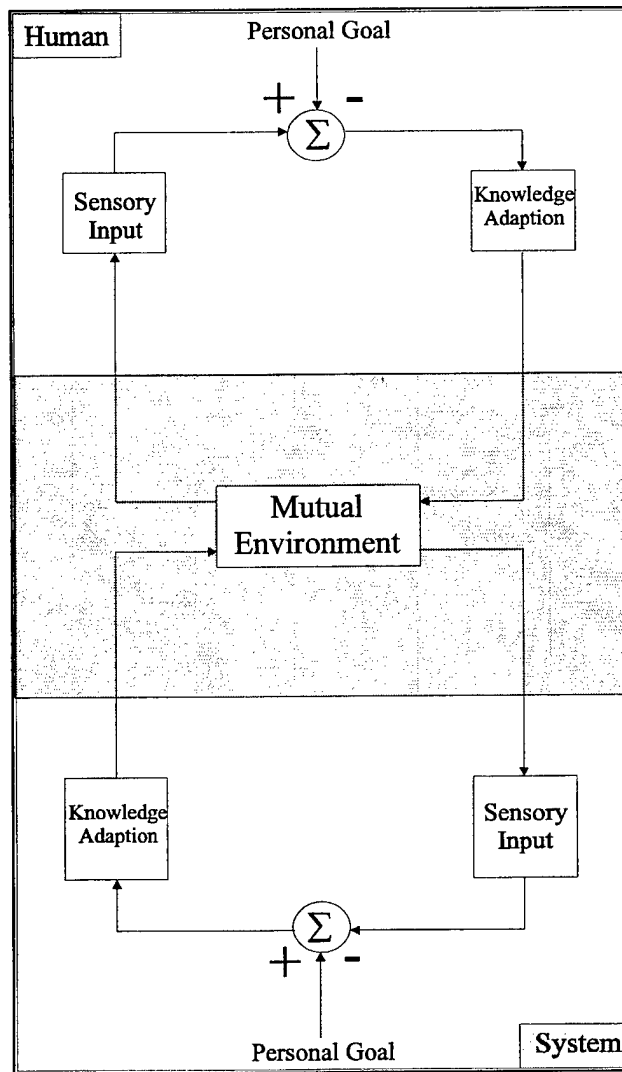 Human
Personal Goal
+ -
Σ
Sensory
Input
Knowledge
Adaption
Mutual
Environment
Knowledge
Adaption
Sensory
Input
Σ
+ -
Personal Goal
System